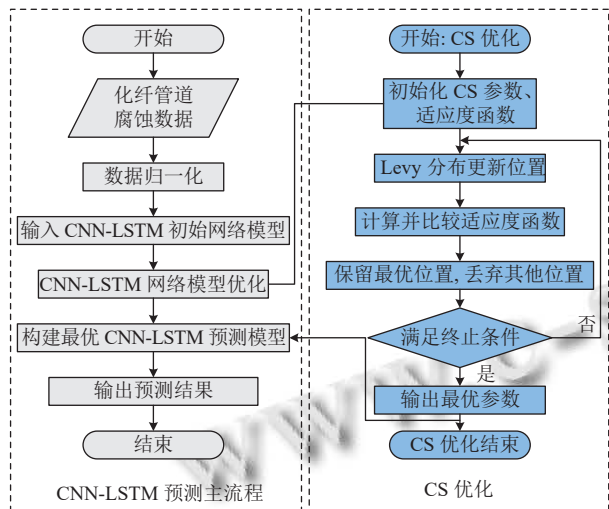 开始
化纤管道
腐蚀数据
数据归一化
输入 CNN-LSTM 初始网络模型
CNN-LSTM 网络模型优化
构建最优 CNN-LSTM 预测模型
输出预测结果
结束
CNN-LSTM 预测主流程
开始: CS 优化
初始化 CS 参数、
适应度函数
Levy 分布更新位置
计算并比较适应度函数
保留最优位置, 丢弃其他位置
满足终止条件
否
是
输出最优参数
CS 优化结束
CS 优化